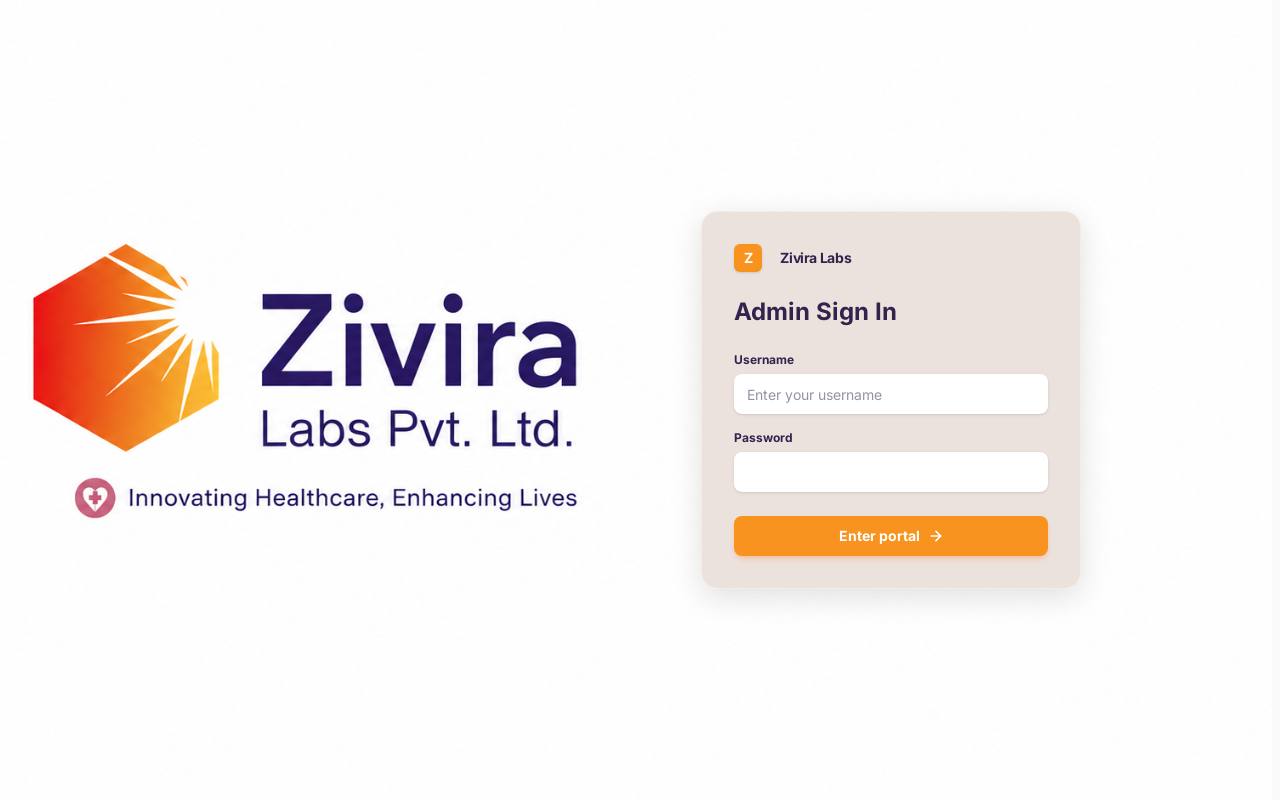 Zivira
Labs Pvt. Ltd.
Innovating Healthcare, Enhancing Lives
Z Zivira Labs
Admin Sign In
Username
Enter your username
Password
Enter portal →